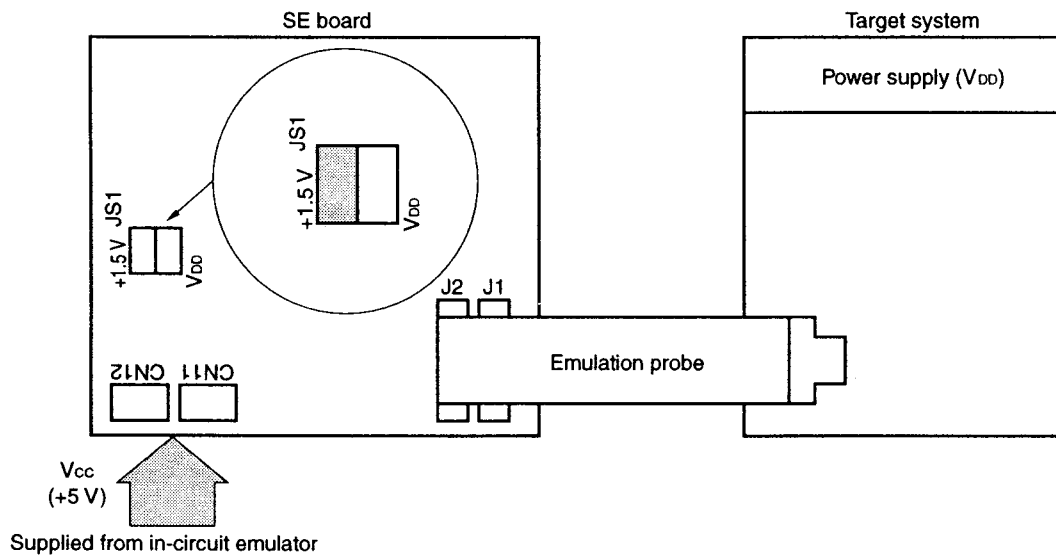 SE board
Target system
Power supply (VDD)
JS1
+1.5 V
VDD
JS1
+1.5 V
VDD
J2 J1
Emulation probe
CN12 CN11
Vcc
(+5 V)
Supplied from in-circuit emulator